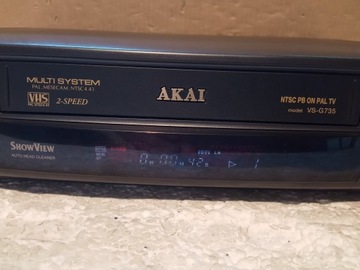 MULTI SYSTEM
PAL MESECAM NTSC 4.41
VHS
2-SPEED
AKAI
NTSC PB ON PAL TV
model VS-G735
SHOWVIEW
AUTO HEAD CLEANER